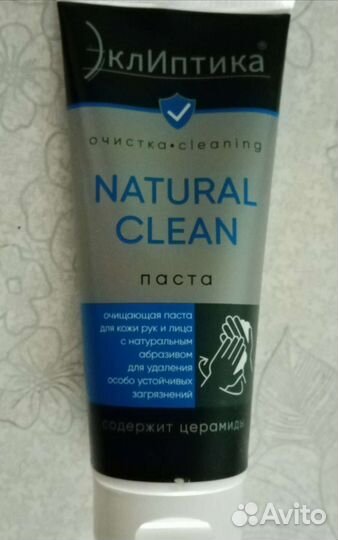 ЭклИптика®
очистка•cleaning
NATURAL
CLEAN
паста
очищающая паста
для кожи рук и лица
с натуральным
абразивом
для удаления
особо устойчивых
загрязнений
содержит церамиды
Avito